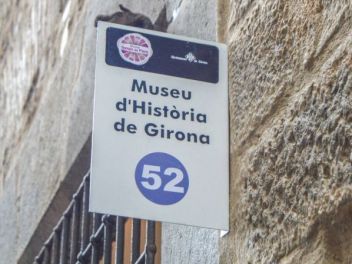 Museu
d'Història
de Girona
52